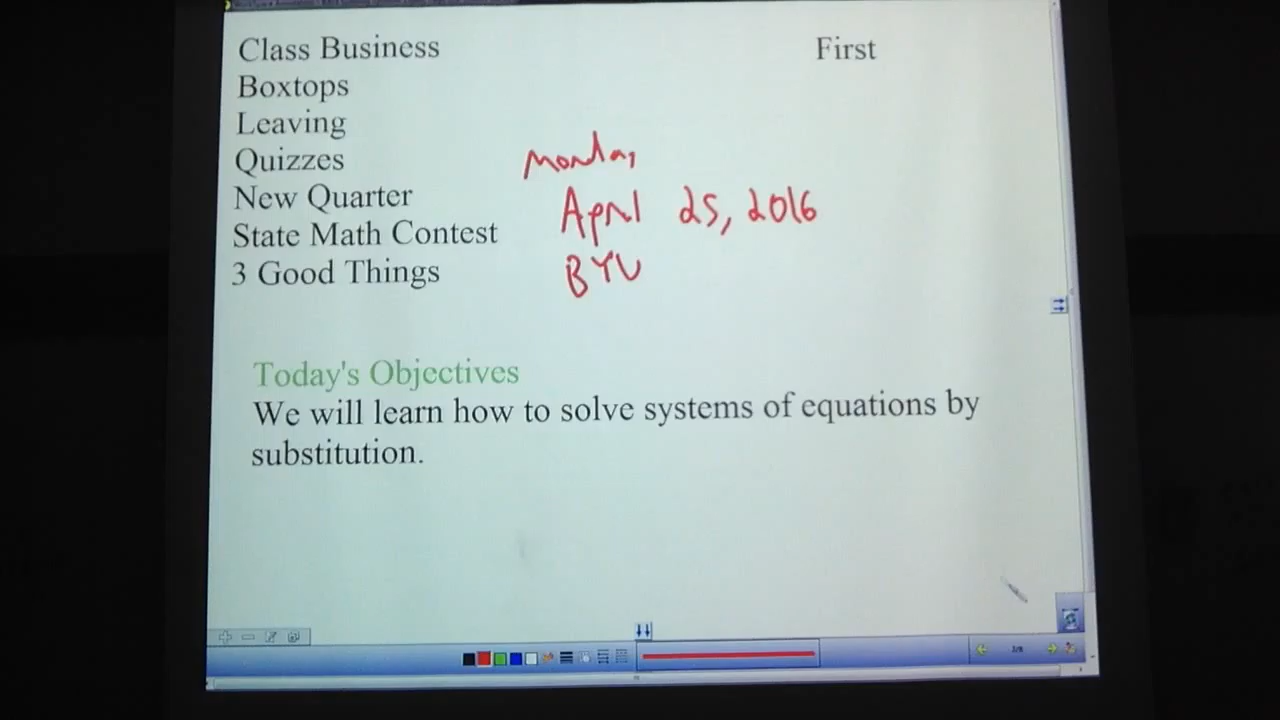 Class Business
First
Boxtops
Leaving
Quizzes
Monday
New Quarter
April 25, 2016
State Math Contest
3 Good Things
BYU
Today's Objectives
We will learn how to solve systems of equations by
substitution.